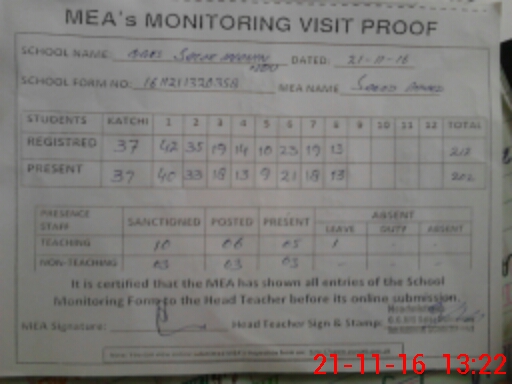 MEA's MONITORING VISIT PROOF
SCHOOL NAME: DATED: 21-11-16
SCHOOL FORM NO: MEA NAME
STUDENTS KATCHI 1 2 3 4 5 6 7 8 9 10 11 12 TOTAL
REGISTRED 37 42 35 19 14 10 23 19 13 212
PRESENT 37 40 33 18 13 9 21 18 13 202
PRESENCE STAFF SANCTIONED POSTED PRESENT ABSENT
LEAVE DUTY ABSENT
TEACHING 10 06 05 1 - -
NON-TEACHING 03 03 03 - - -
It is certified that the MEA has shown all entries of the School
Monitoring Form to the Head Teacher before its online submission.
MEA Signature: Head Teacher Sign & Stamp:
21-11-16 13:22